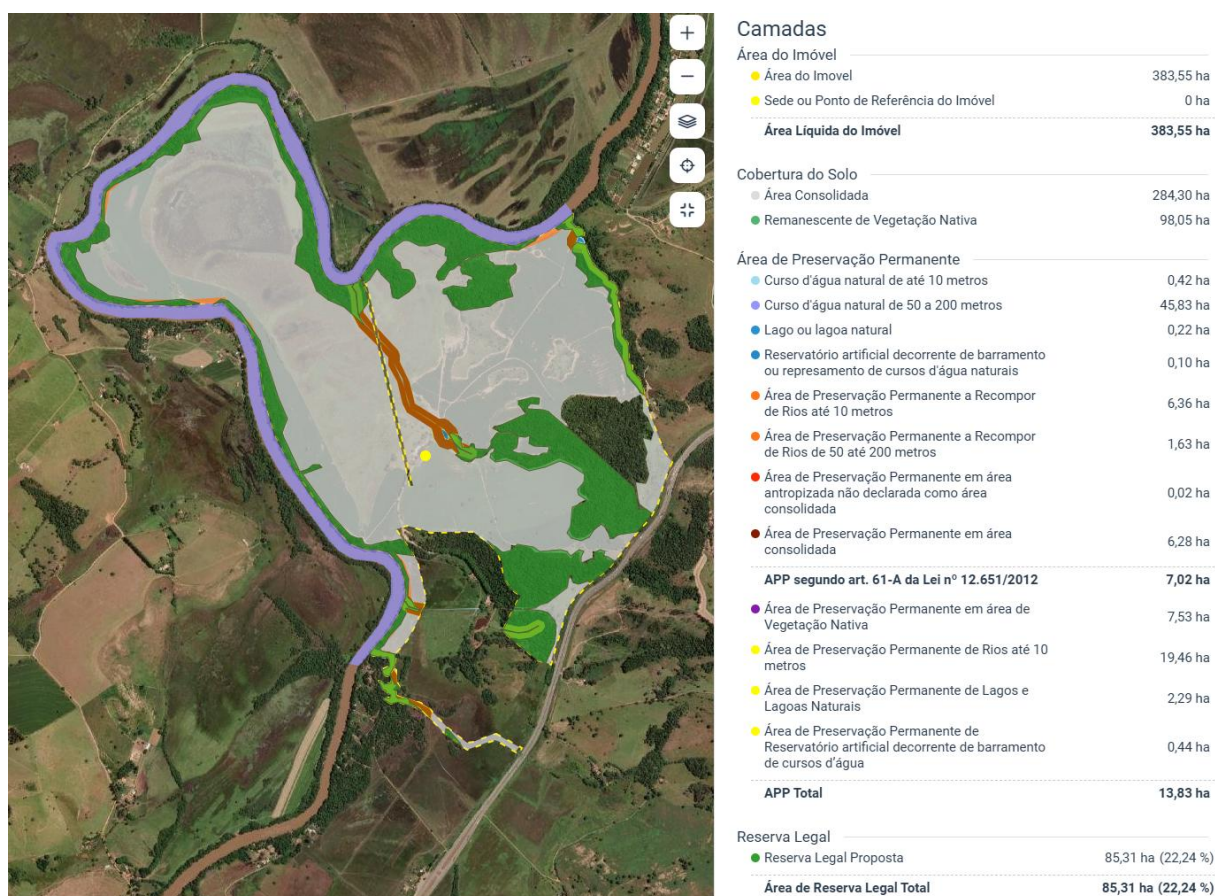 Camadas
Área do Imóvel
Área do Imovel 383,55 ha
Sede ou Ponto de Referência do Imóvel 0 ha
Área Líquida do Imóvel 383,55 ha
Cobertura do Solo
Área Consolidada 284,30 ha
Remanescente de Vegetação Nativa 98,05 ha
Área de Preservação Permanente
Curso d'água natural de até 10 metros 0,42 ha
Curso d'água natural de 50 a 200 metros 45,83 ha
Lago ou lagoa natural 0,22 ha
Reservatório artificial decorrente de barramento
ou represamento de cursos d'água naturais 0,10 ha
Área de Preservação Permanente a Recompor
de Rios até 10 metros 6,36 ha
Área de Preservação Permanente a Recompor
de Rios de 50 até 200 metros 1,63 ha
Área de Preservação Permanente em área
antropizada não declarada como área 0,02 ha
consolidada
Área de Preservação Permanente em área
consolidada 6,28 ha
APP segundo art. 61-A da Lei nº 12.651/2012 7,02 ha
Área de Preservação Permanente em área de
Vegetação Nativa 7,53 ha
Área de Preservação Permanente de Rios até 10
metros 19,46 ha
Área de Preservação Permanente de Lagos e
Lagoas Naturais 2,29 ha
Área de Preservação Permanente de
Reservatório artificial decorrente de barramento 0,44 ha
de cursos d'água
APP Total 13,83 ha
Reserva Legal
Reserva Legal Proposta 85,31 ha (22,24 %)
Área de Reserva Legal Total 85,31 ha (22,24 %)